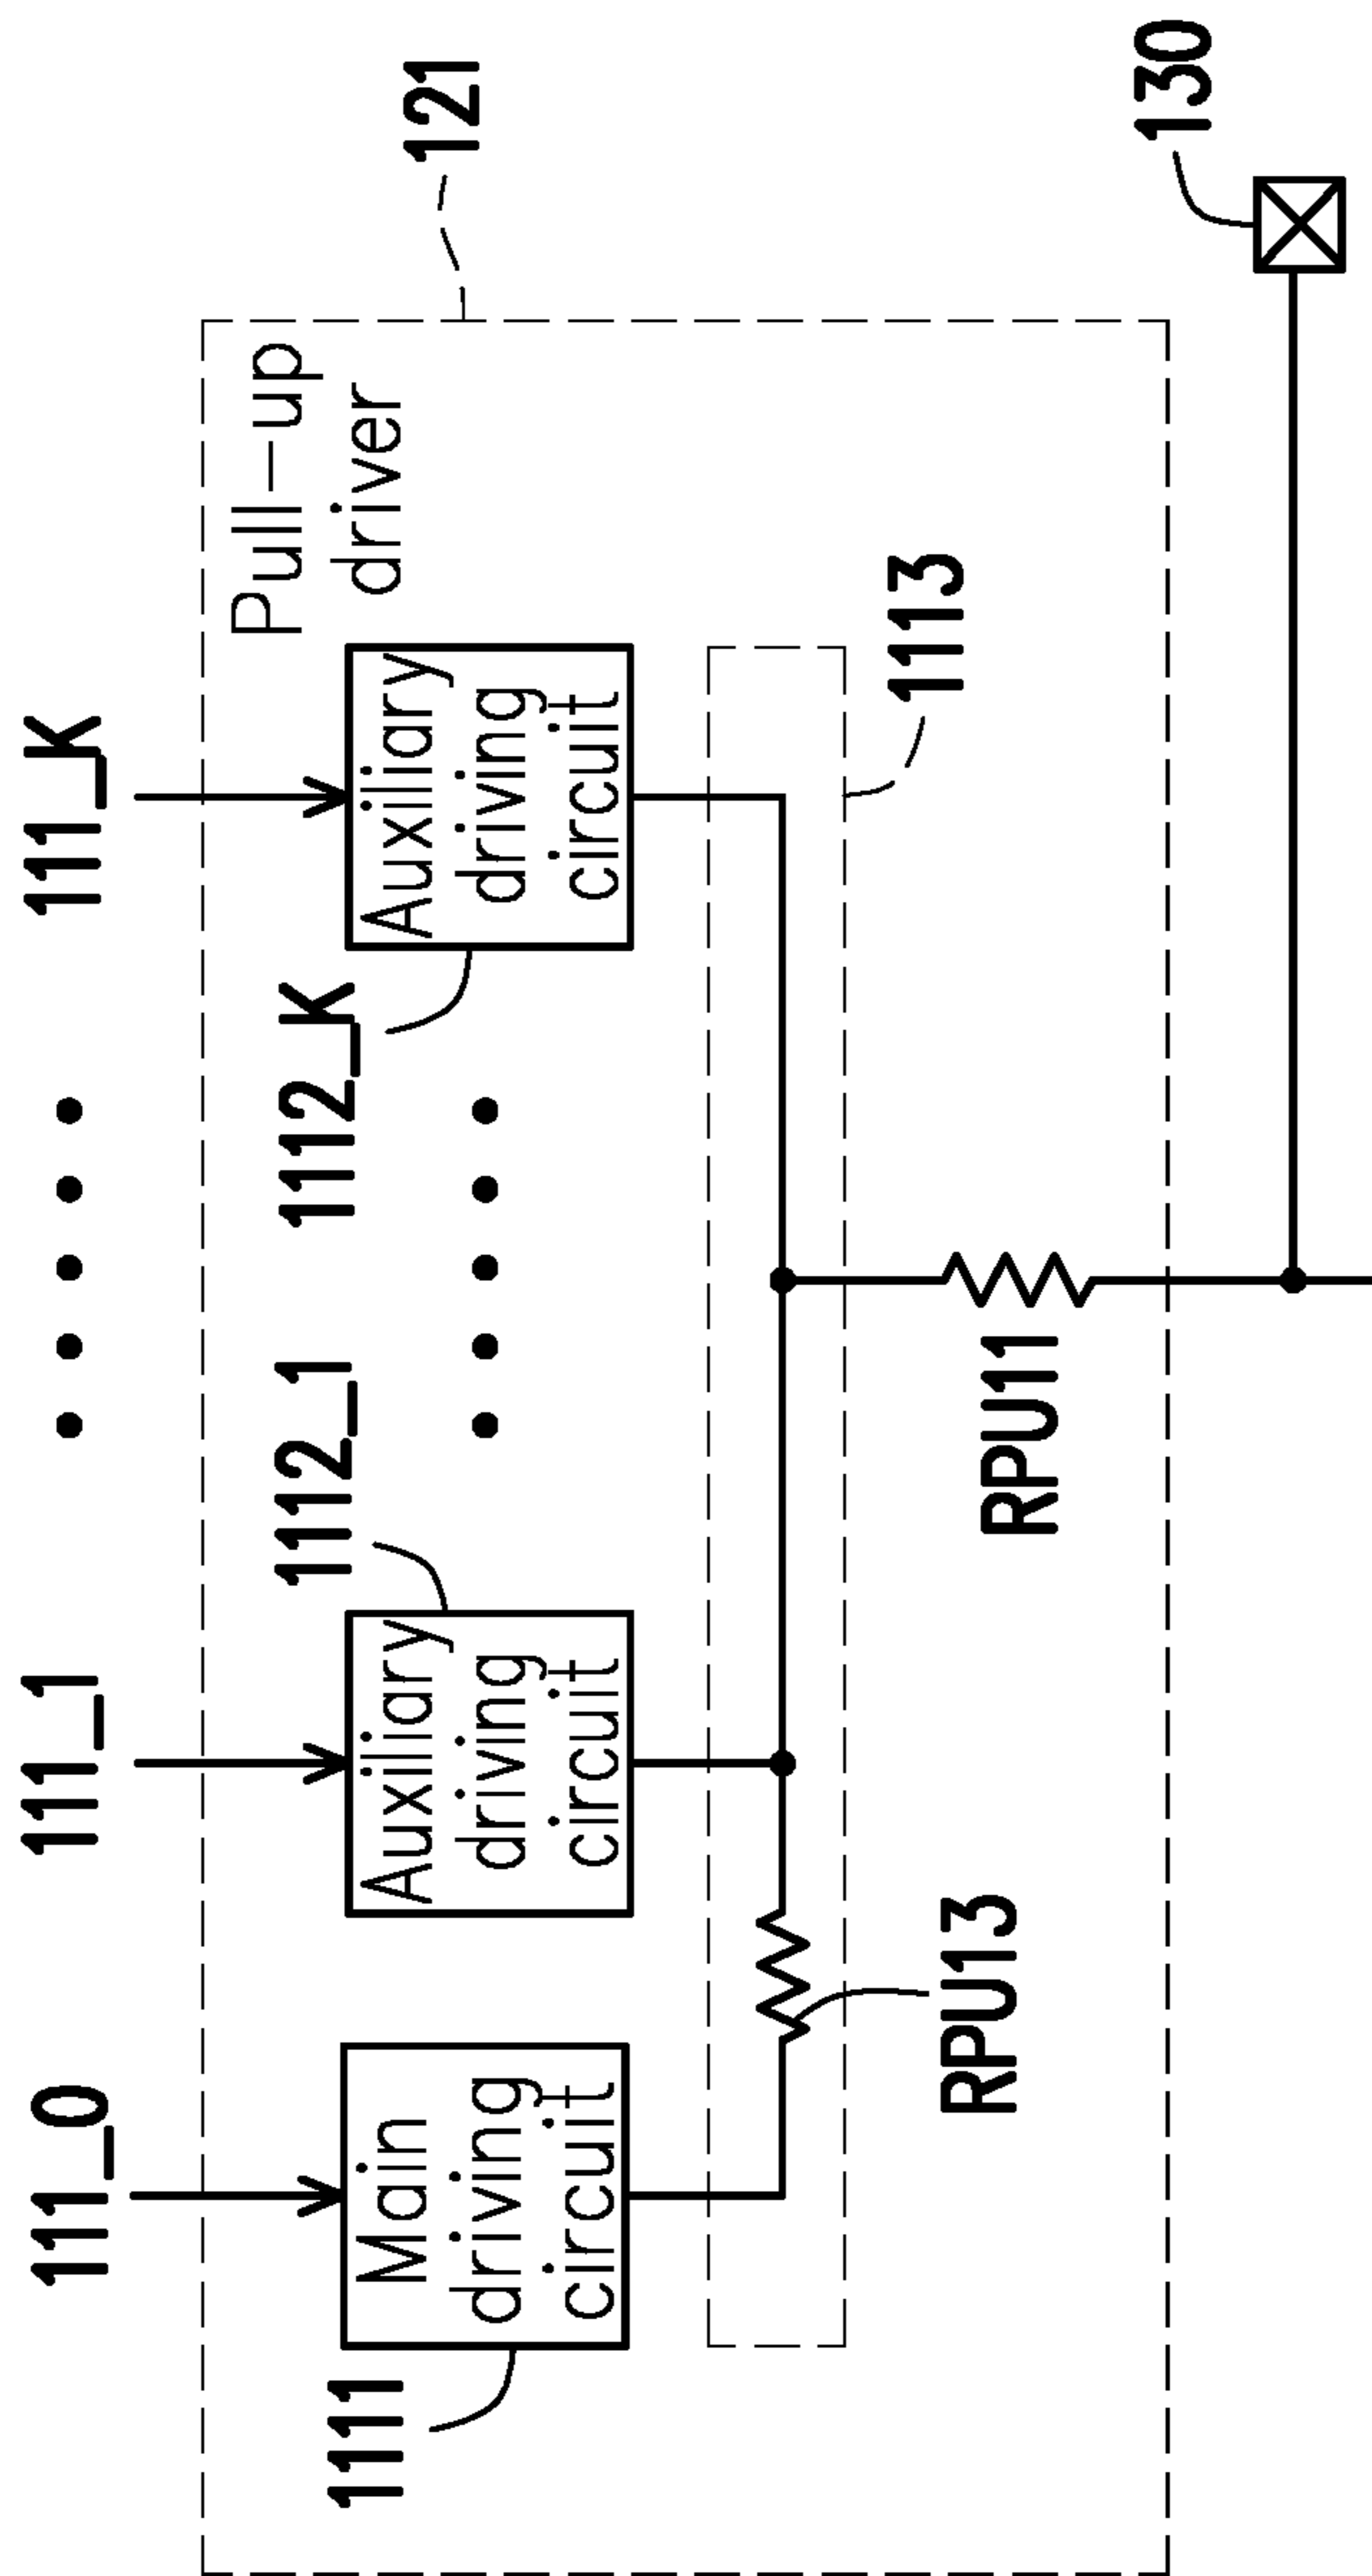 121
130
Pull-up
driver
111_K
Auxiliary
driving
circuit
1112_K
1113
111_1
Auxiliary
driving
circuit
1112_1
RPU11
111_0
Main
driving
circuit
1111
RPU13